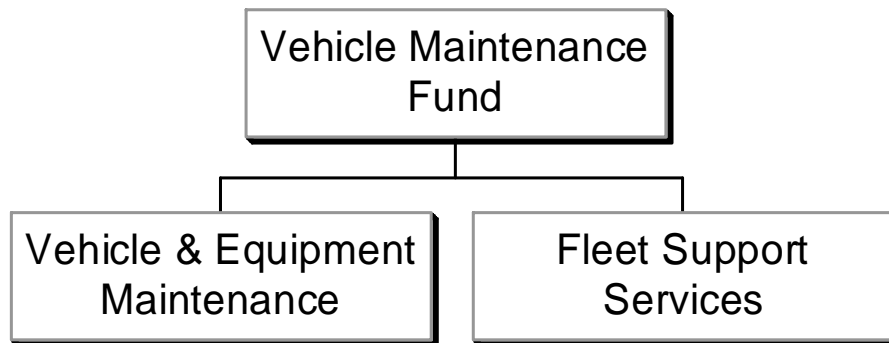 Vehicle Maintenance
Fund
Vehicle & Equipment
Maintenance
Fleet Support
Services